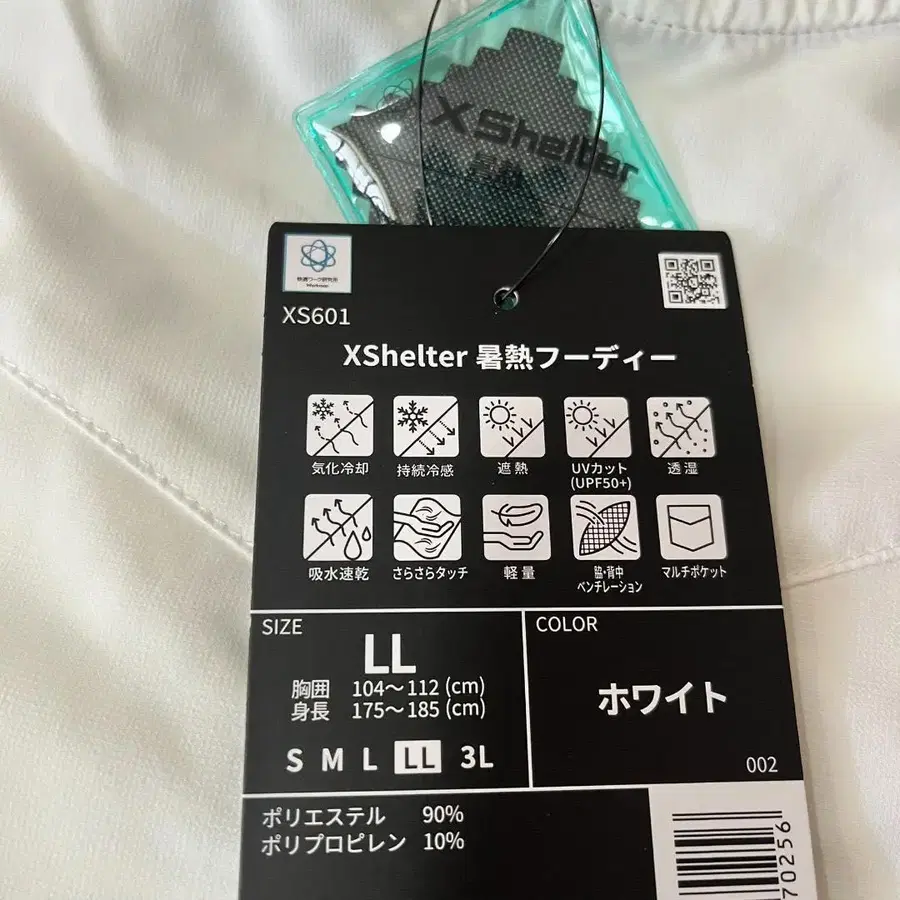 X Shelter
暑熱
快適ワーク研究所
Workman
XS601
XShelter 暑熱フーディー
気化冷却
持続冷感
遮熱
UVカット
(UPF50+)
透湿
吸水速乾
さらさらタッチ
軽量
脇・背中
ベンチレーション
マルチポケット
SIZE
LL
胸囲 104〜112 (cm)
身長 175〜185 (cm)
S M L LL 3L
COLOR
ホワイト
002
ポリエステル 90%
ポリプロピレン 10%
70256